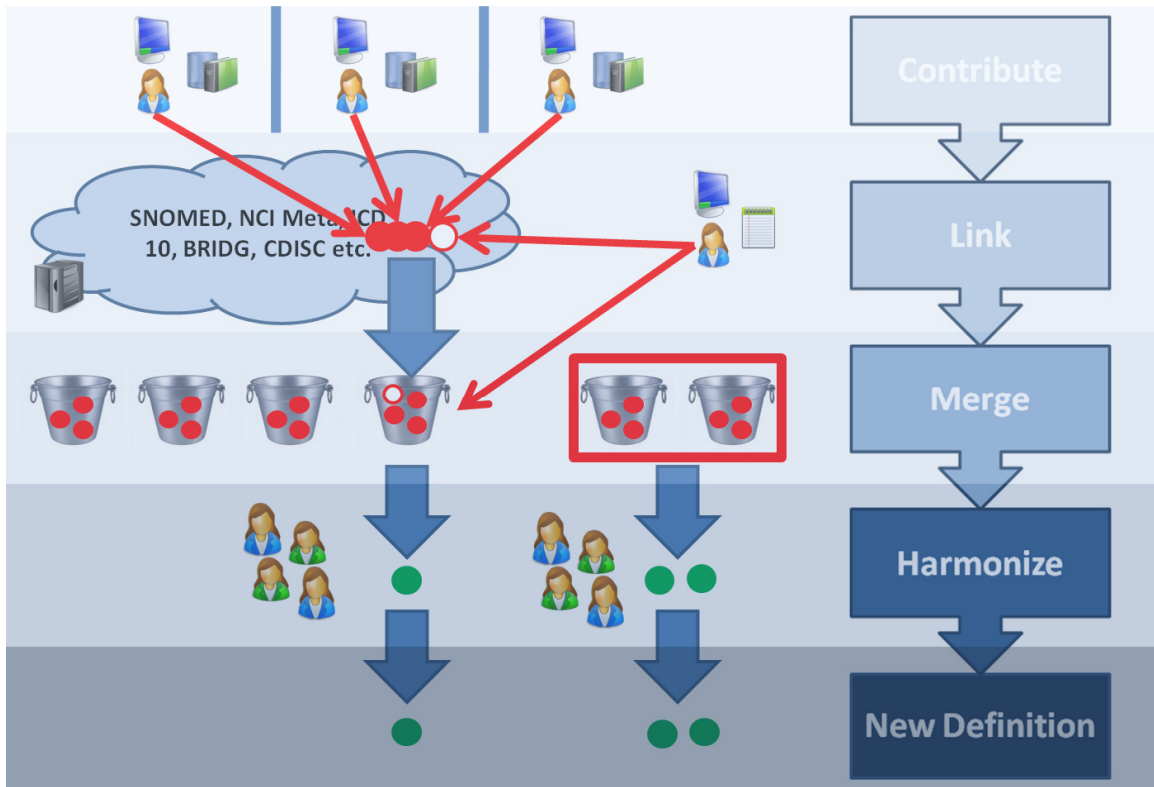 Contribute
SNOMED, NCI Meta, ICD
10, BRIDG, CDISC etc.
Link
Merge
Harmonize
New Definition